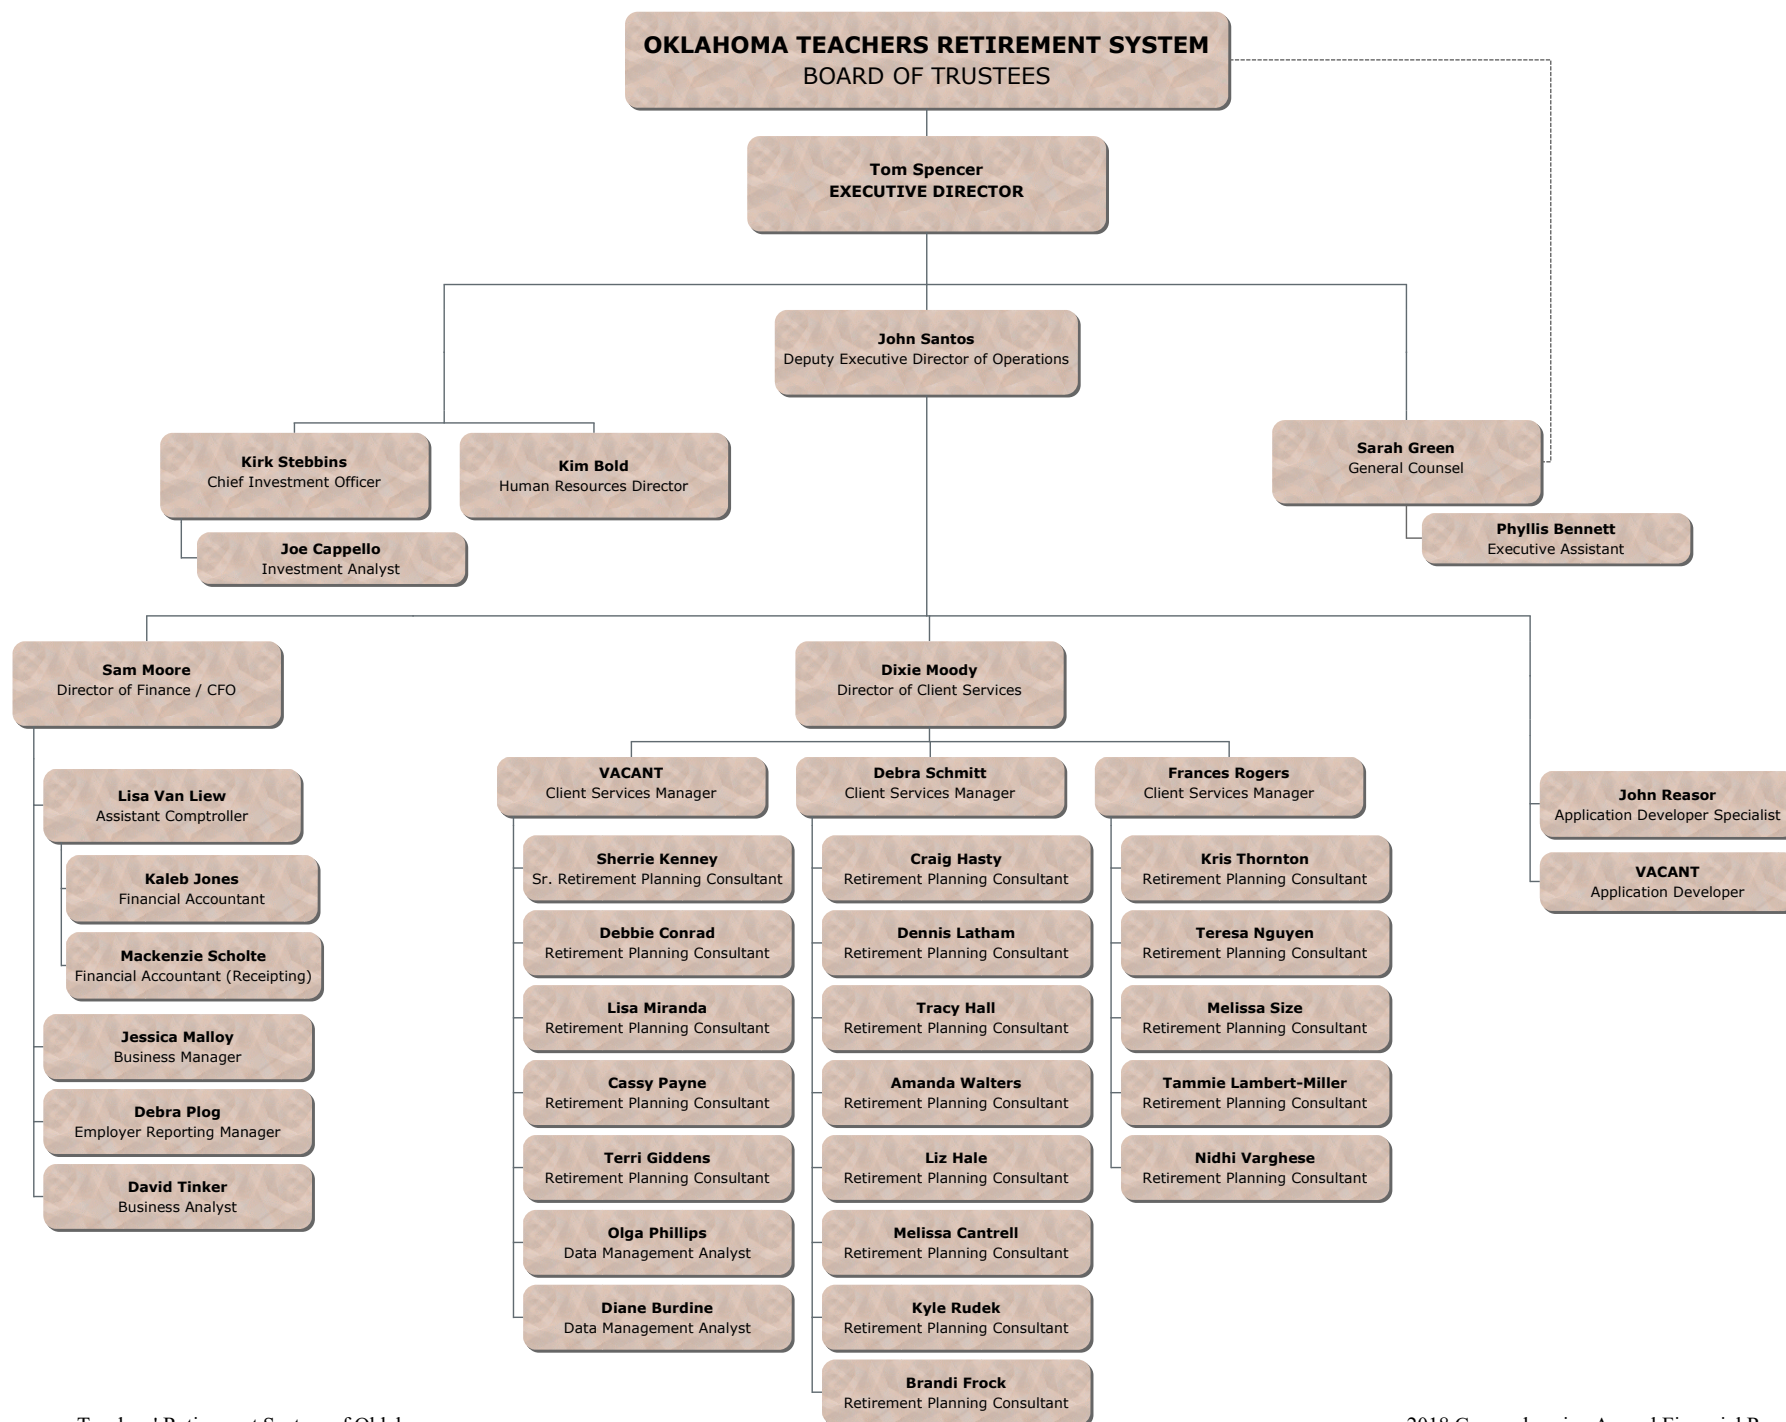 OKLAHOMA TEACHERS RETIREMENT SYSTEM
BOARD OF TRUSTEES
Tom Spencer
EXECUTIVE DIRECTOR
John Santos
Deputy Executive Director of Operations
Kirk Stebbins
Chief Investment Officer
Kim Bold
Human Resources Director
Sarah Green
General Counsel
Phyllis Bennett
Executive Assistant
Joe Cappello
Investment Analyst
Sam Moore
Director of Finance / CFO
Lisa Van Liew
Assistant Comptroller
Kaleb Jones
Financial Accountant
Mackenzie Scholte
Financial Accountant (Receipting)
Jessica Malloy
Business Manager
Debra Plog
Employer Reporting Manager
David Tinker
Business Analyst
Dixie Moody
Director of Client Services
VACANT
Client Services Manager
Sherrie Kenney
Sr. Retirement Planning Consultant
Debbie Conrad
Retirement Planning Consultant
Lisa Miranda
Retirement Planning Consultant
Cassy Payne
Retirement Planning Consultant
Terri Giddens
Retirement Planning Consultant
Olga Phillips
Data Management Analyst
Diane Burdine
Data Management Analyst
Debra Schmitt
Client Services Manager
Craig Hasty
Retirement Planning Consultant
Dennis Latham
Retirement Planning Consultant
Tracy Hall
Retirement Planning Consultant
Amanda Walters
Retirement Planning Consultant
Liz Hale
Retirement Planning Consultant
Melissa Cantrell
Retirement Planning Consultant
Kyle Rudek
Retirement Planning Consultant
Brandi Frock
Retirement Planning Consultant
Frances Rogers
Client Services Manager
Kris Thornton
Retirement Planning Consultant
Teresa Nguyen
Retirement Planning Consultant
Melissa Size
Retirement Planning Consultant
Tammie Lambert-Miller
Retirement Planning Consultant
Nidhi Varghese
Retirement Planning Consultant
John Reasor
Application Developer Specialist
VACANT
Application Developer